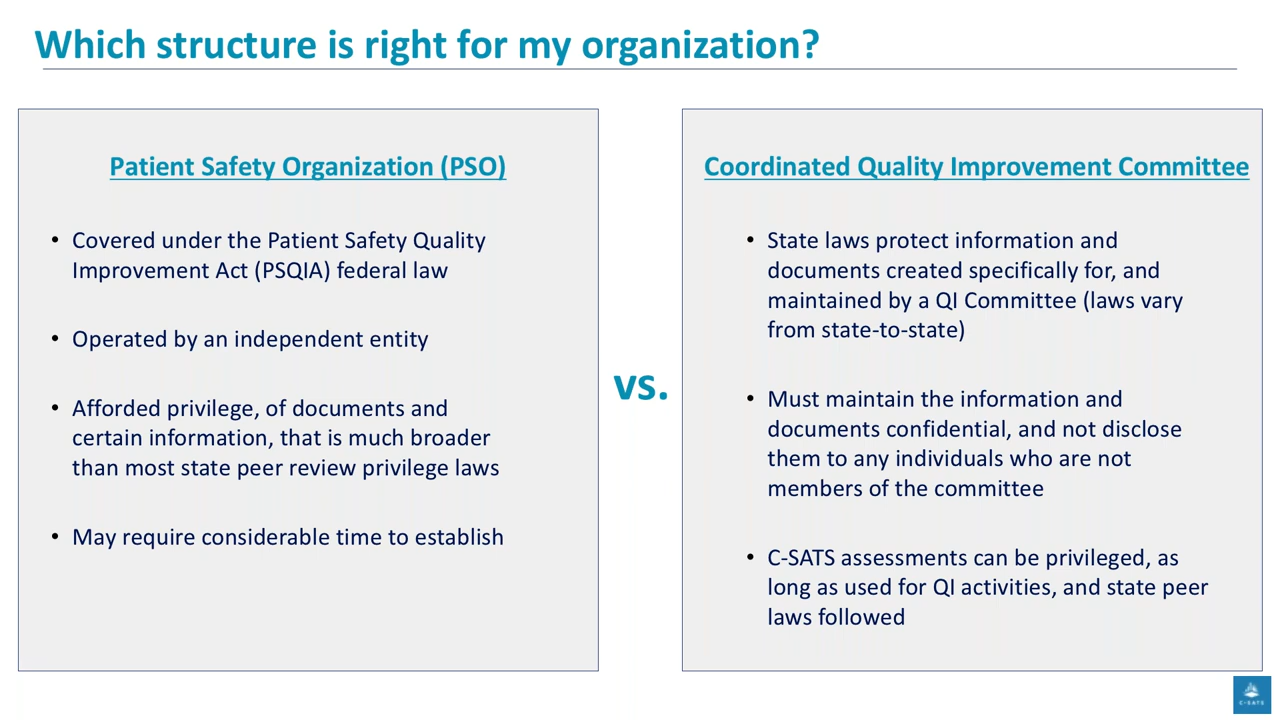 Which structure is right for my organization?
Patient Safety Organization (PSO)
• Covered under the Patient Safety Quality
Improvement Act (PSQIA) federal law
• Operated by an independent entity
• Afforded privilege, of documents and
certain information, that is much broader
than most state peer review privilege laws
• May require considerable time to establish
vs.
Coordinated Quality Improvement Committee
• State laws protect information and
documents created specifically for, and
maintained by a QI Committee (laws vary
from state-to-state)
• Must maintain the information and
documents confidential, and not disclose
them to any individuals who are not
members of the committee
• C-SATS assessments can be privileged, as
long as used for QI activities, and state peer
laws followed
C-SATS